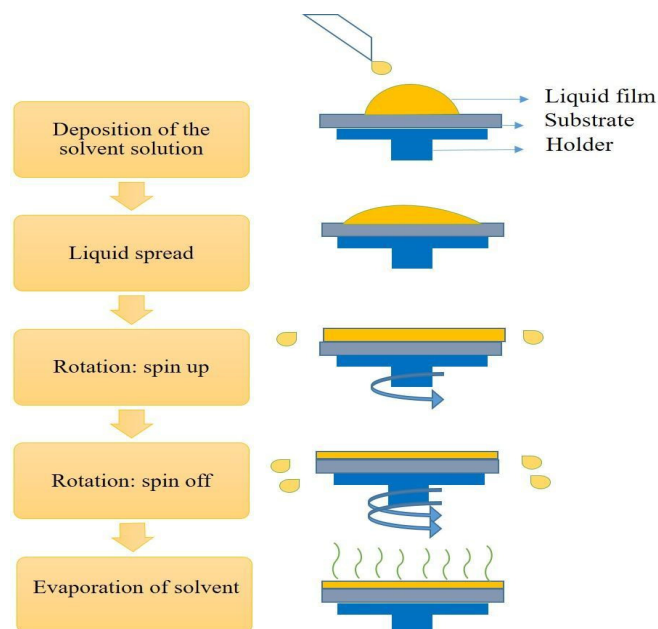 Deposition of the
solvent solution
Liquid film
Substrate
Holder
Liquid spread
Rotation: spin up
Rotation: spin off
Evaporation of solvent